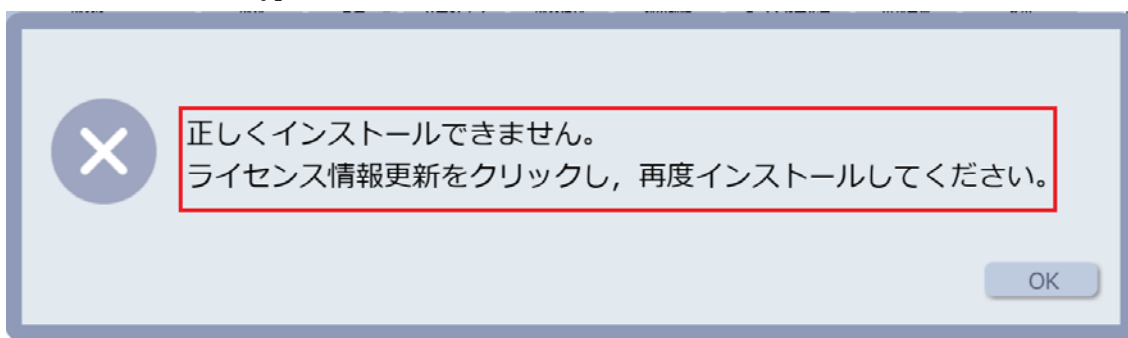 正しくインストールできません。
ライセンス情報更新をクリックし，再度インストールしてください。
OK